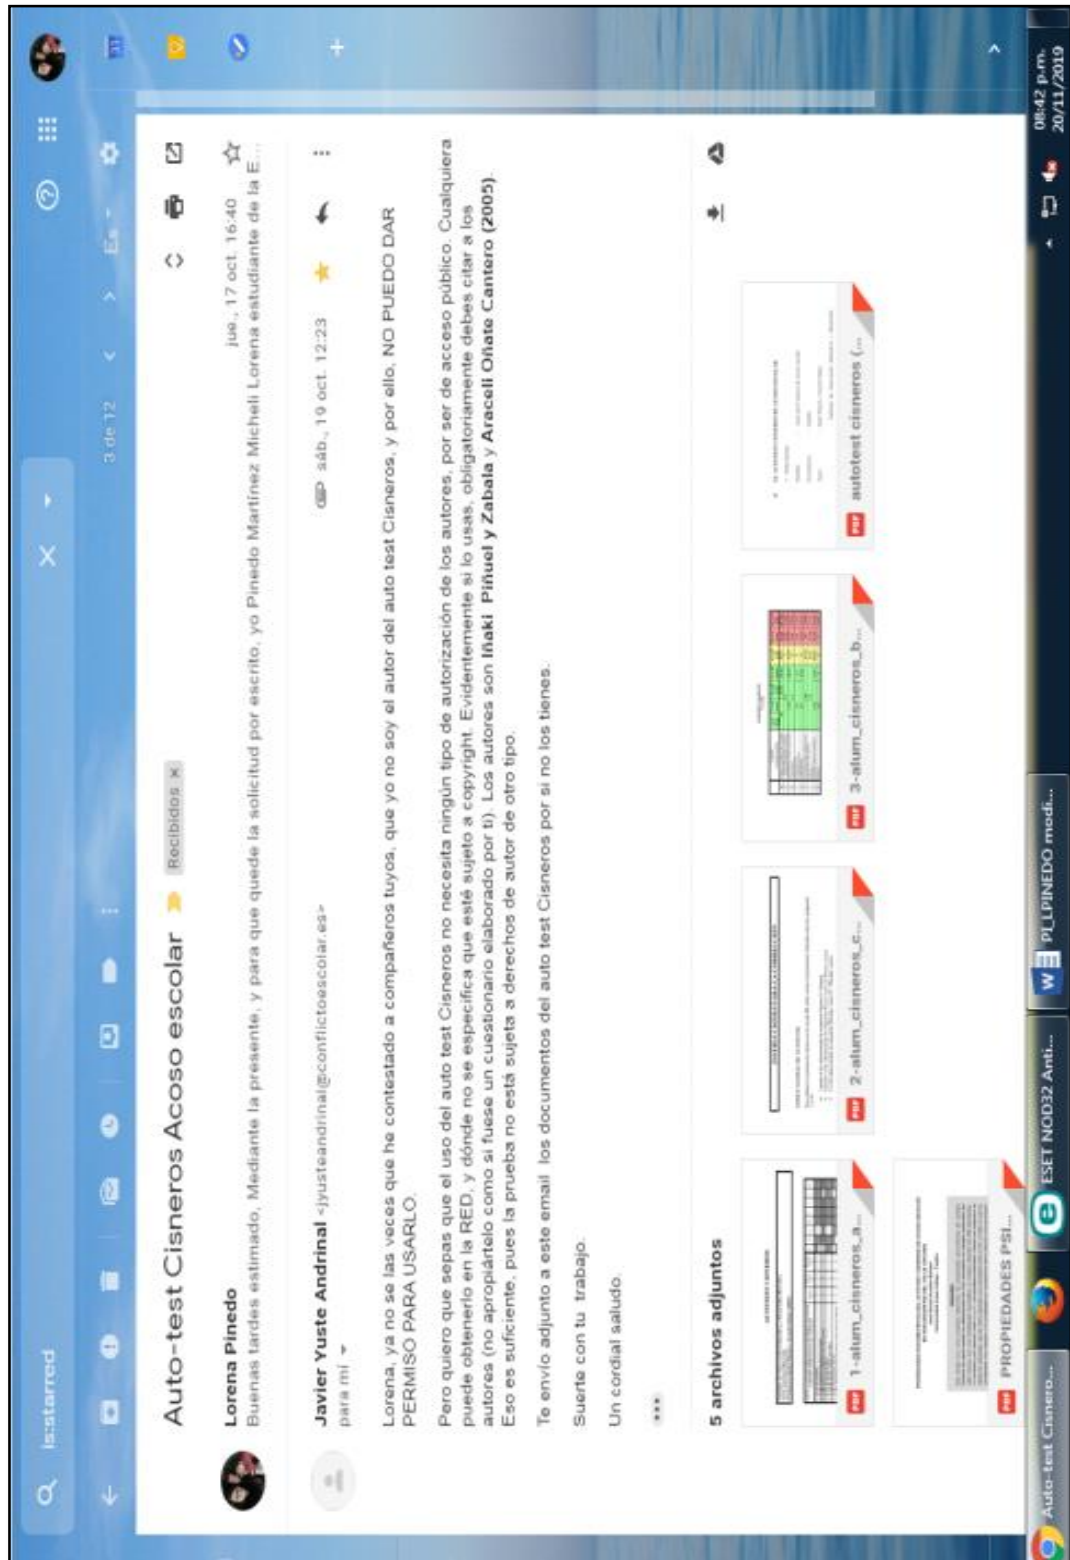 is:starred
3 de 12
Es
Auto-test Cisneros Acoso escolar
Recibidos x
Lorena Pinedo
jue., 17 oct. 16:40
Buenas tardes estimado, Mediante la presente, y para que quede la solicitud por escrito, yo Pinedo Martínez Micheli Lorena estudiante de la E...
Javier Yuste Andrinal <jyusteandrinal@conflictoescolar.es>
sáb., 19 oct. 12:23
para mí
Lorena, ya no se las veces que he contestado a compañeros tuyos, que yo no soy el autor del auto test Cisneros, y por ello, NO PUEDO DAR
PERMISO PARA USARLO.
Pero quiero que sepas que el uso del auto test Cisneros no necesita ningún tipo de autorización de los autores, por ser de acceso público. Cualquiera
puede obtenerlo en la RED, y dónde no se especifica que esté sujeto a copyright. Evidentemente si lo usas, obligatoriamente debes citar a los
autores (no apropiártelo como si fuese un cuestionario elaborado por ti). Los autores son Iñaki Piñuel y Zabala y Araceli Oñate Cantero (2005).
Eso es suficiente, pues la prueba no está sujeta a derechos de autor de otro tipo.
Te envío adjunto a este email los documentos del auto test Cisneros por si no los tienes.
Suerte con tu trabajo.
Un cordial saludo.
5 archivos adjuntos
PDF 1-alum_cisneros_a...
PDF 2-alum_cisneros_c...
PDF 3-alum_cisneros_b...
PDF autotest cisneros (...
PDF PROPIEDADES PSI...
Auto-test Cisnero...
ESET NOD32 Anti...
PI_LPINEDO modi...
08:42 p.m.
20/11/2019